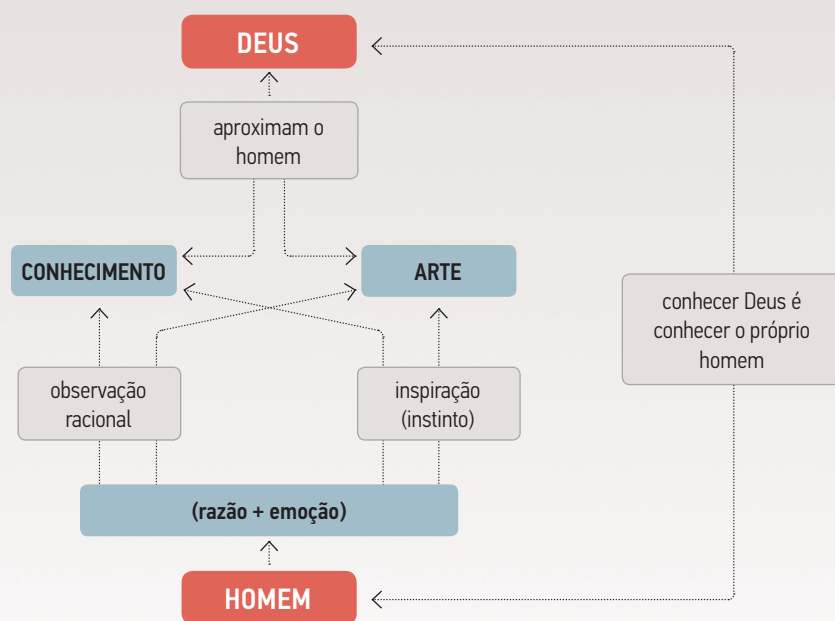 DEUS
aproximam o
homem
CONHECIMENTO
ARTE
conhecer Deus é
conhecer o próprio
homem
observação
racional
inspiração
(instinto)
(razão + emoção)
HOMEM